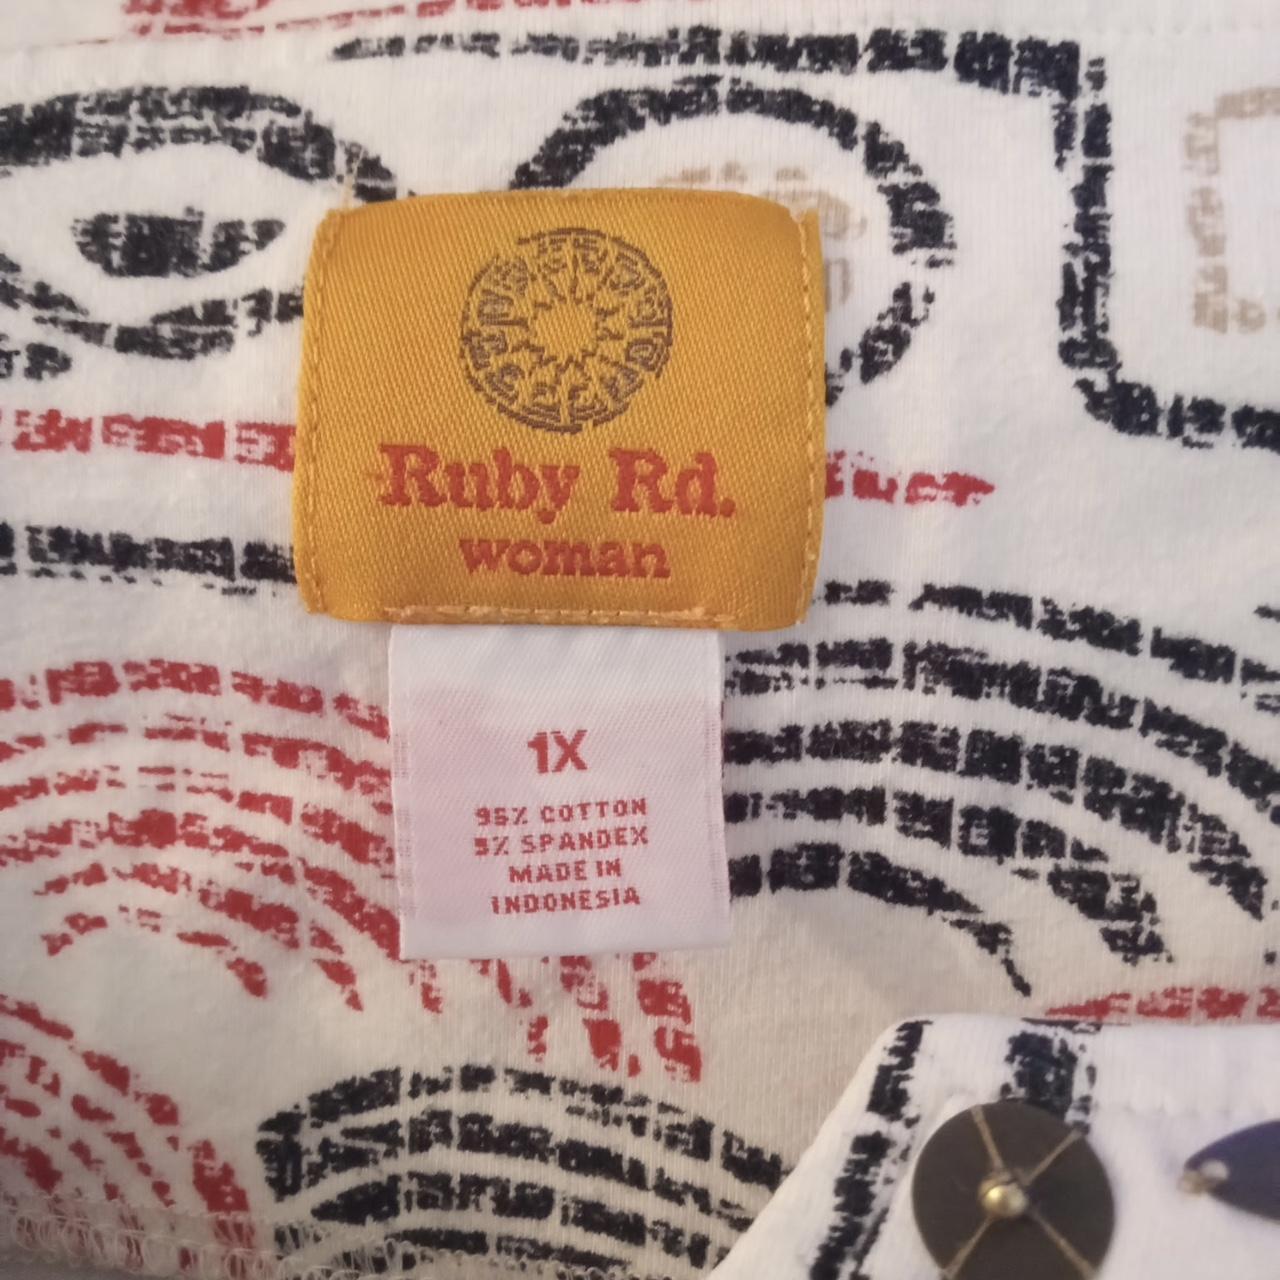 Ruby Rd.
woman
1X
95% COTTON
5% SPANDEX
MADE IN
INDONESIA